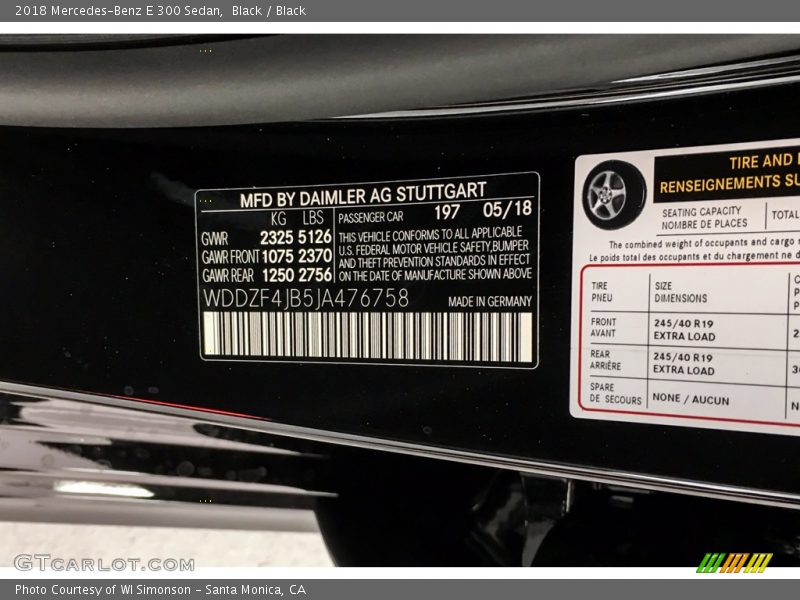 2018 Mercedes-Benz E 300 Sedan, Black / Black
MFD BY DAIMLER AG STUTTGART
KG LBS
GVWR 2325 5126
GAWR FRONT 1075 2370
GAWR REAR 1250 2756
PASSENGER CAR 197 05/18
THIS VEHICLE CONFORMS TO ALL APPLICABLE
U.S. FEDERAL MOTOR VEHICLE SAFETY,BUMPER
AND THEFT PREVENTION STANDARDS IN EFFECT
ON THE DATE OF MANUFACTURE SHOWN ABOVE
WDDZF4JB5JA476758 MADE IN GERMANY
TIRE AND
RENSEIGNEMENTS
SEATING CAPACITY
NOMBRE DE PLACES
TOTAL
The combined weight of occupants and cargo
Le poids total des occupants et du chargement ne
TIRE
PNEU
SIZE
DIMENSIONS
FRONT
AVANT
245/40 R19
EXTRA LOAD
REAR
ARRIÈRE
245/40 R19
EXTRA LOAD
SPARE
DE SECOURS
NONE / AUCUN
GTCARLOT.COM
Photo Courtesy of WI Simonson - Santa Monica, CA